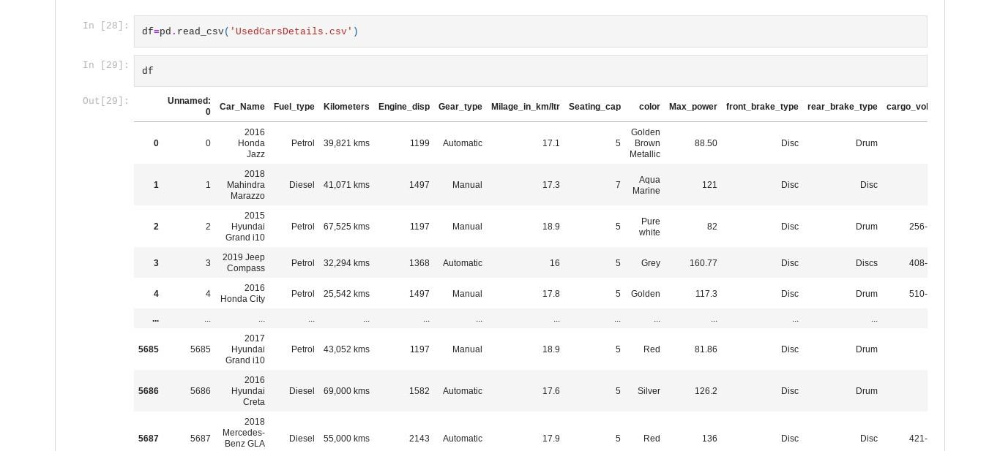 In [28]: df=pd.read_csv('UsedCarsDetails.csv')
In [29]: df
Out[29]:
Unnamed: 0 Car_Name Fuel_type Kilometers Engine_disp Gear_type Milage_in_km/ltr Seating_cap color Max_power front_brake_type rear_brake_type cargo_vol
0 0 2016 Honda Jazz Petrol 39,821 kms 1199 Automatic 17.1 5 Golden Brown Metallic 88.50 Disc Drum
1 1 2018 Mahindra Marazzo Diesel 41,071 kms 1497 Manual 17.3 7 Aqua Marine 121 Disc Disc
2 2 2015 Hyundai Grand i10 Petrol 67,525 kms 1197 Manual 18.9 5 Pure white 82 Disc Drum 256-
3 3 2019 Jeep Compass Petrol 32,294 kms 1368 Automatic 16 5 Grey 160.77 Disc Discs 408-
4 4 2016 Honda City Petrol 25,542 kms 1497 Manual 17.8 5 Golden 117.3 Disc Drum 510-
... ... ... ... ... ... ... ... ... ... ... ... ...
5685 5685 2017 Hyundai Grand i10 Petrol 43,052 kms 1197 Manual 18.9 5 Red 81.86 Disc Drum
5686 5686 2016 Hyundai Creta Diesel 69,000 kms 1582 Automatic 17.6 5 Silver 126.2 Disc Drum
5687 5687 2018 Mercedes-Benz GLA Diesel 55,000 kms 2143 Automatic 17.9 5 Red 136 Disc Disc 421-